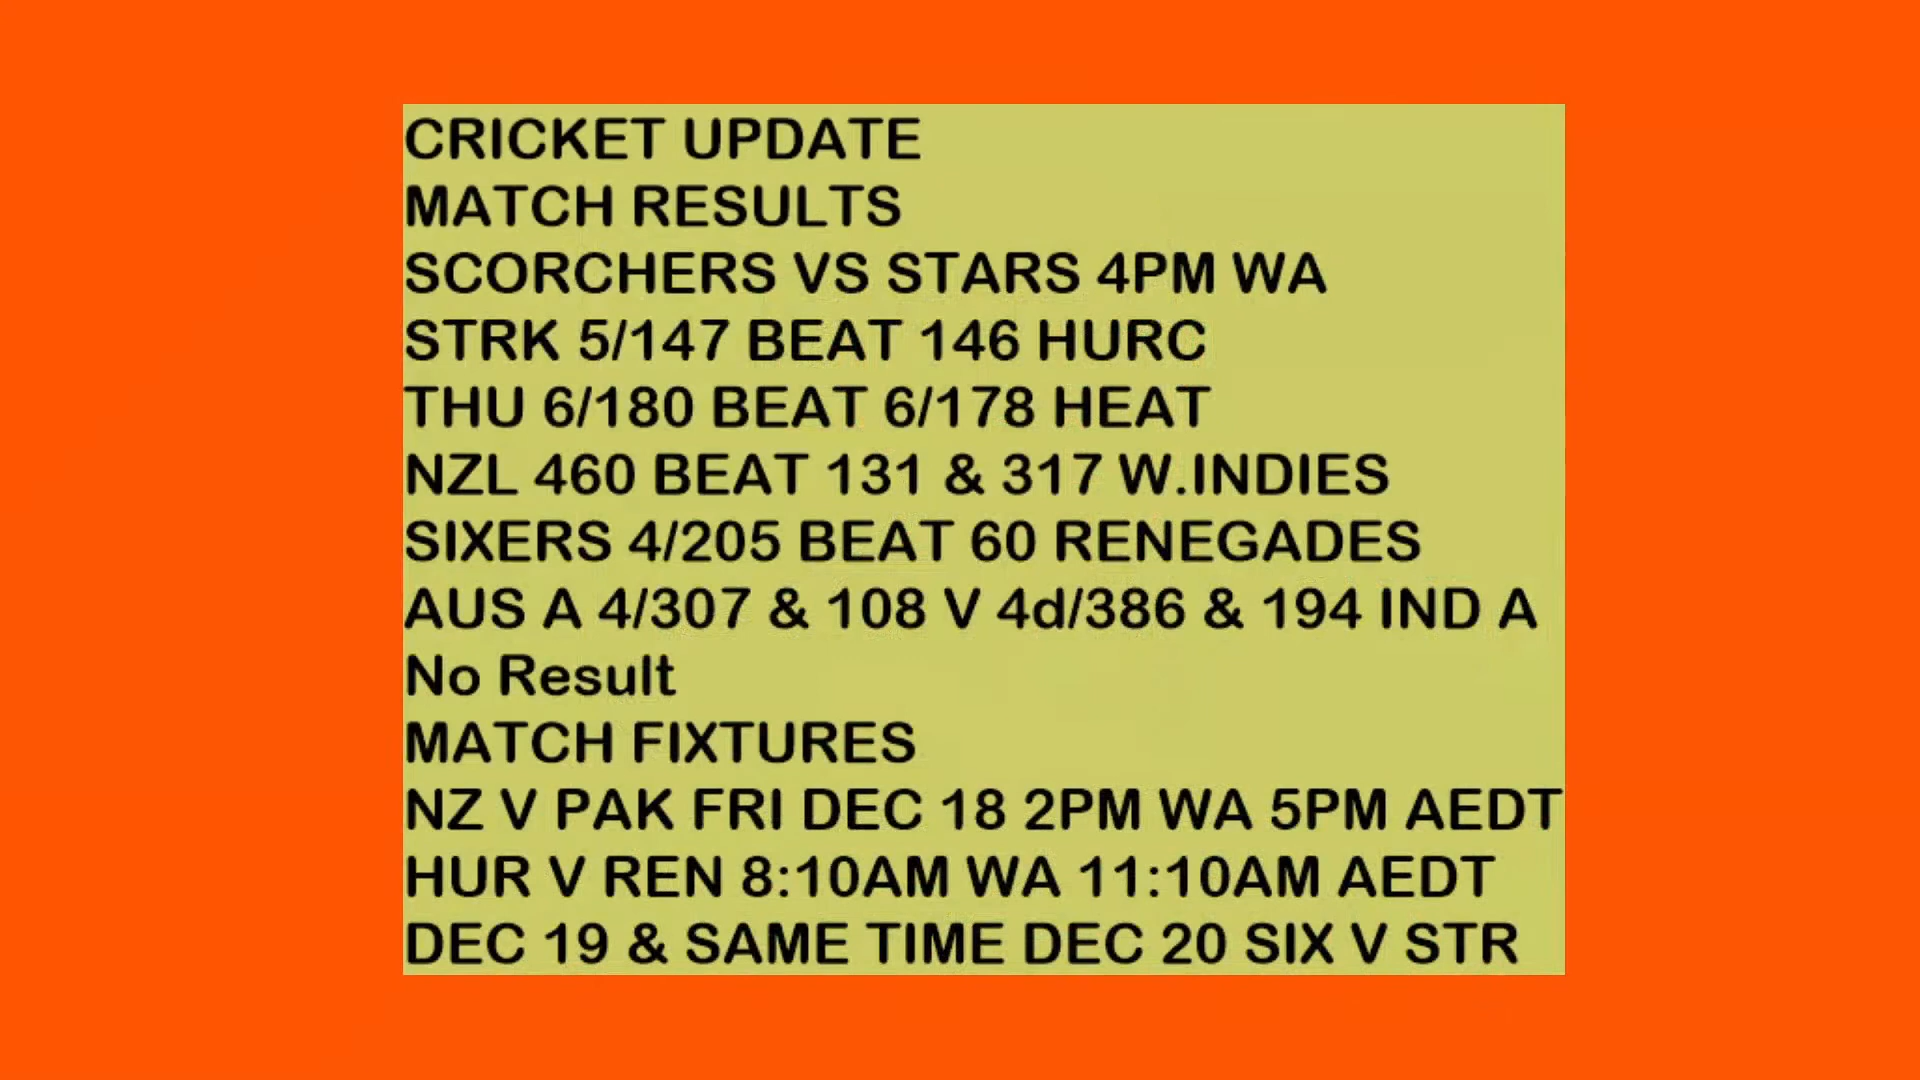 CRICKET UPDATE
MATCH RESULTS
SCORCHERS VS STARS 4PM WA
STRK 5/147 BEAT 146 HURC
THU 6/180 BEAT 6/178 HEAT
NZL 460 BEAT 131 & 317 W.INDIES
SIXERS 4/205 BEAT 60 RENEGADES
AUS A 4/307 & 108 V 4d/386 & 194 IND A
No Result
MATCH FIXTURES
NZ V PAK FRI DEC 18 2PM WA 5PM AEDT
HUR V REN 8:10AM WA 11:10AM AEDT
DEC 19 & SAME TIME DEC 20 SIX V STR